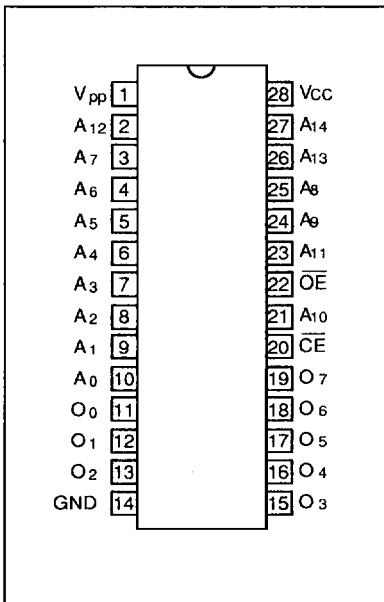 Vpp 1 28 VCC
A12 2 27 A14
A7 3 26 A13
A6 4 25 A8
A5 5 24 A9
A4 6 23 A11
A3 7 22 O̅E̅
A2 8 21 A10
A1 9 20 C̅E̅
A0 10 19 O7
O0 11 18 O6
O1 12 17 O5
O2 13 16 O4
GND 14 15 O3